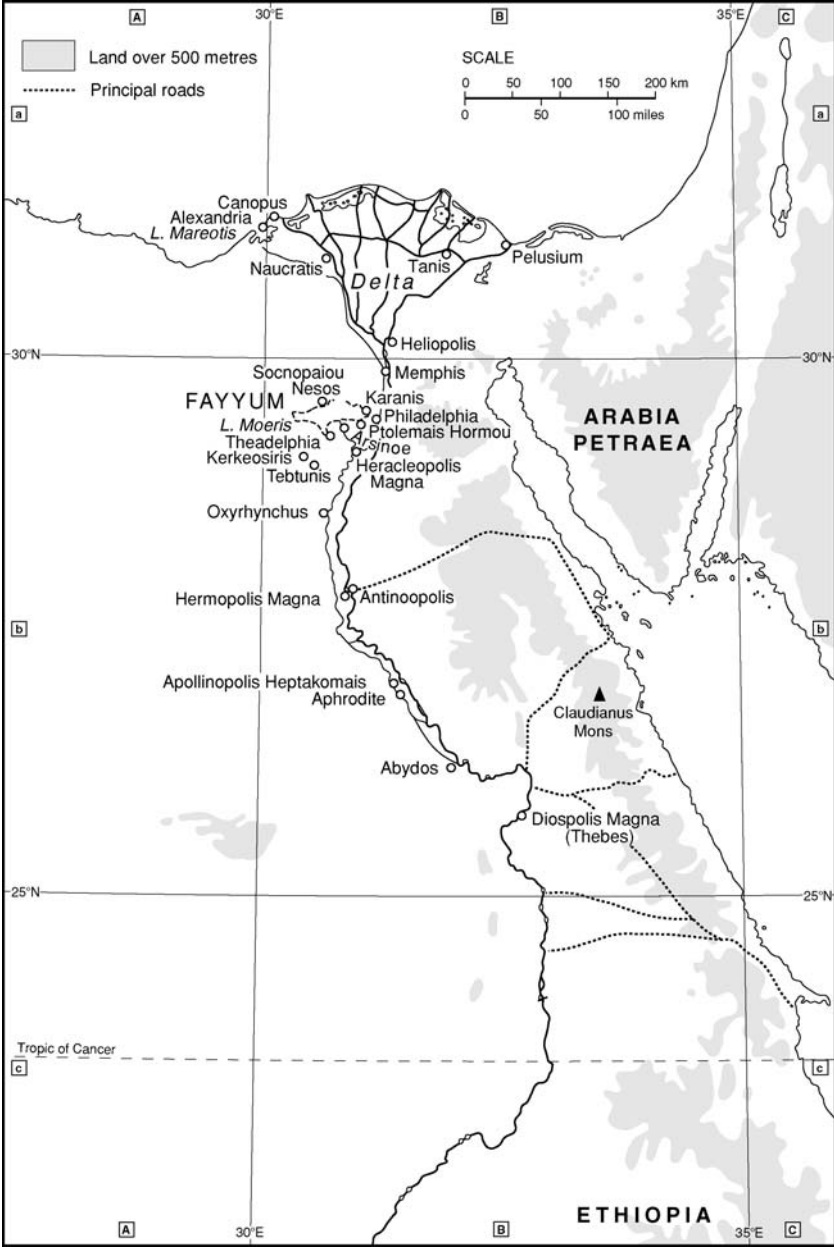 A
30°E
B
35°E
C
Land over 500 metres
Principal roads
SCALE
0 50 100 150 200 km
0 50 100 miles
a
a
Canopus
Alexandria
L. Mareotis
Naucratis
Delta
Tanis
Pelusium
Heliopolis
30°N
30°N
Memphis
Socnopaiou
Nesos
Karanis
FAYYUM
Philadelphia
L. Moeris
Ptolemais Hormou
Arsinoe
Theadelphia
Kerkeosiris
Tebtunis
Heracleopolis
Magna
ARABIA
PETRAEA
Oxyrhynchus
Hermopolis Magna
Antinoopolis
b
b
Apollinopolis Heptakomais
Aphrodite
Claudianus
Mons
Abydos
Diospolis Magna
(Thebes)
25°N
25°N
Tropic of Cancer
c
c
ETHIOPIA
A
30°E
B
35°E
C